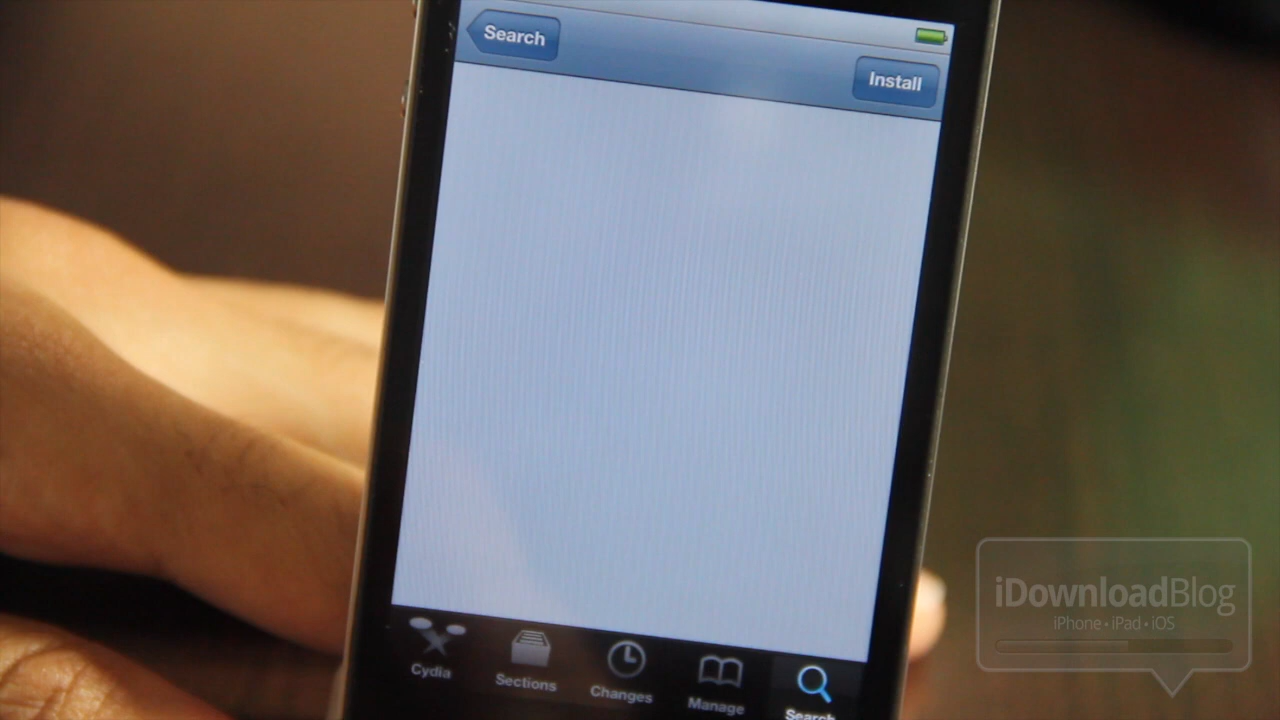 Search
Install
Cydia
Sections
Changes
Manage
Search
iDownloadBlog
iPhone • iPad • iOS